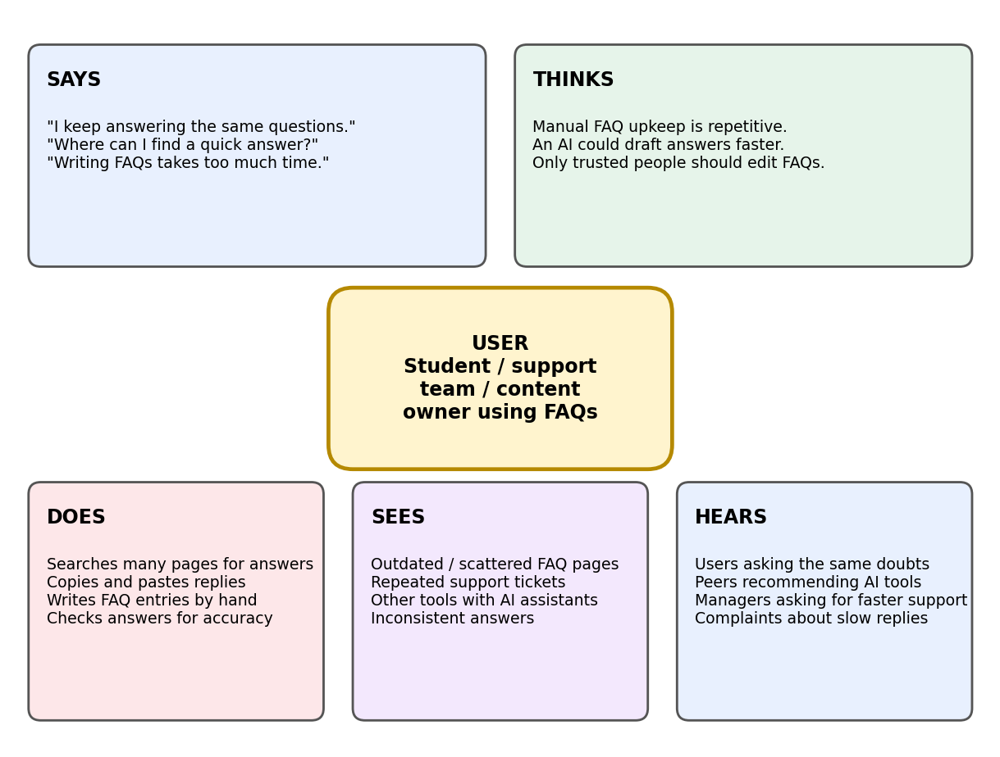 SAYS
"I keep answering the same questions."
"Where can I find a quick answer?"
"Writing FAQs takes too much time."
THINKS
Manual FAQ upkeep is repetitive.
An AI could draft answers faster.
Only trusted people should edit FAQs.
USER
Student / support
team / content
owner using FAQs
DOES
Searches many pages for answers
Copies and pastes replies
Writes FAQ entries by hand
Checks answers for accuracy
SEES
Outdated / scattered FAQ pages
Repeated support tickets
Other tools with AI assistants
Inconsistent answers
HEARS
Users asking the same doubts
Peers recommending AI tools
Managers asking for faster support
Complaints about slow replies